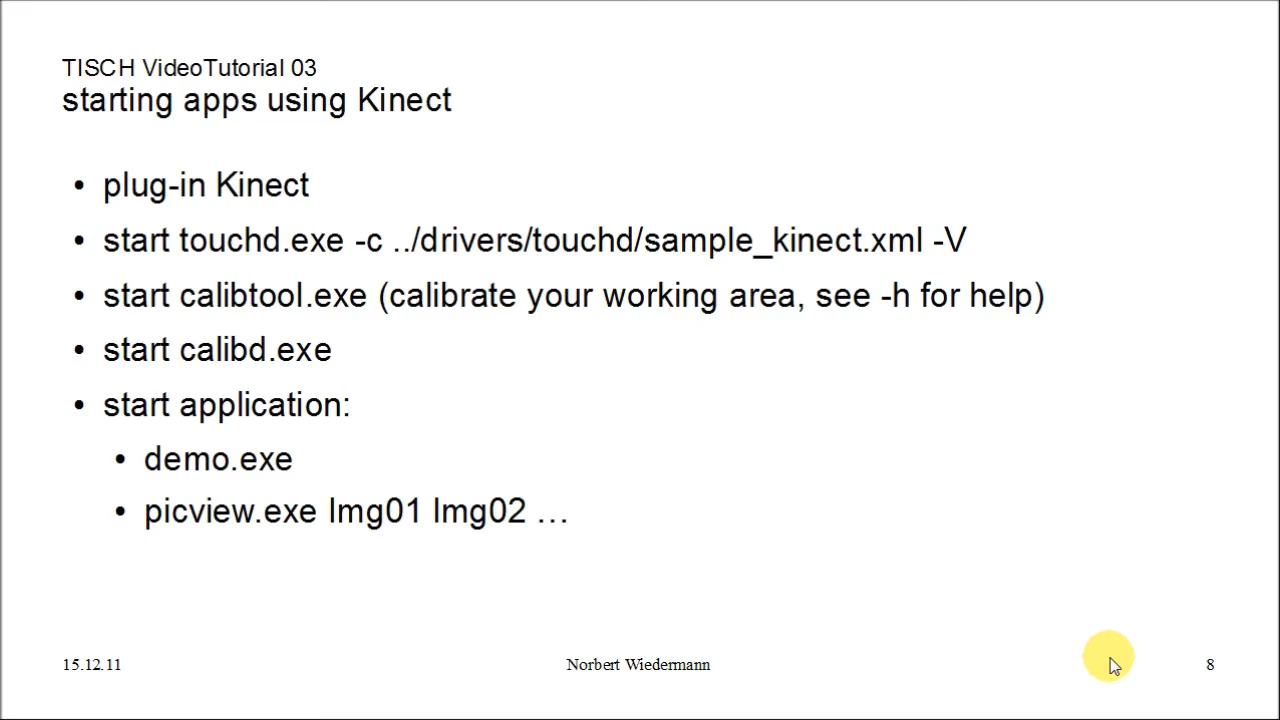 TISCH VideoTutorial 03
starting apps using Kinect
• plug-in Kinect
• start touchd.exe -c ../drivers/touchd/sample_kinect.xml -V
• start calibtool.exe (calibrate your working area, see -h for help)
• start calibd.exe
• start application:
• demo.exe
• picview.exe Img01 Img02 …
15.12.11 Norbert Wiedermann 8